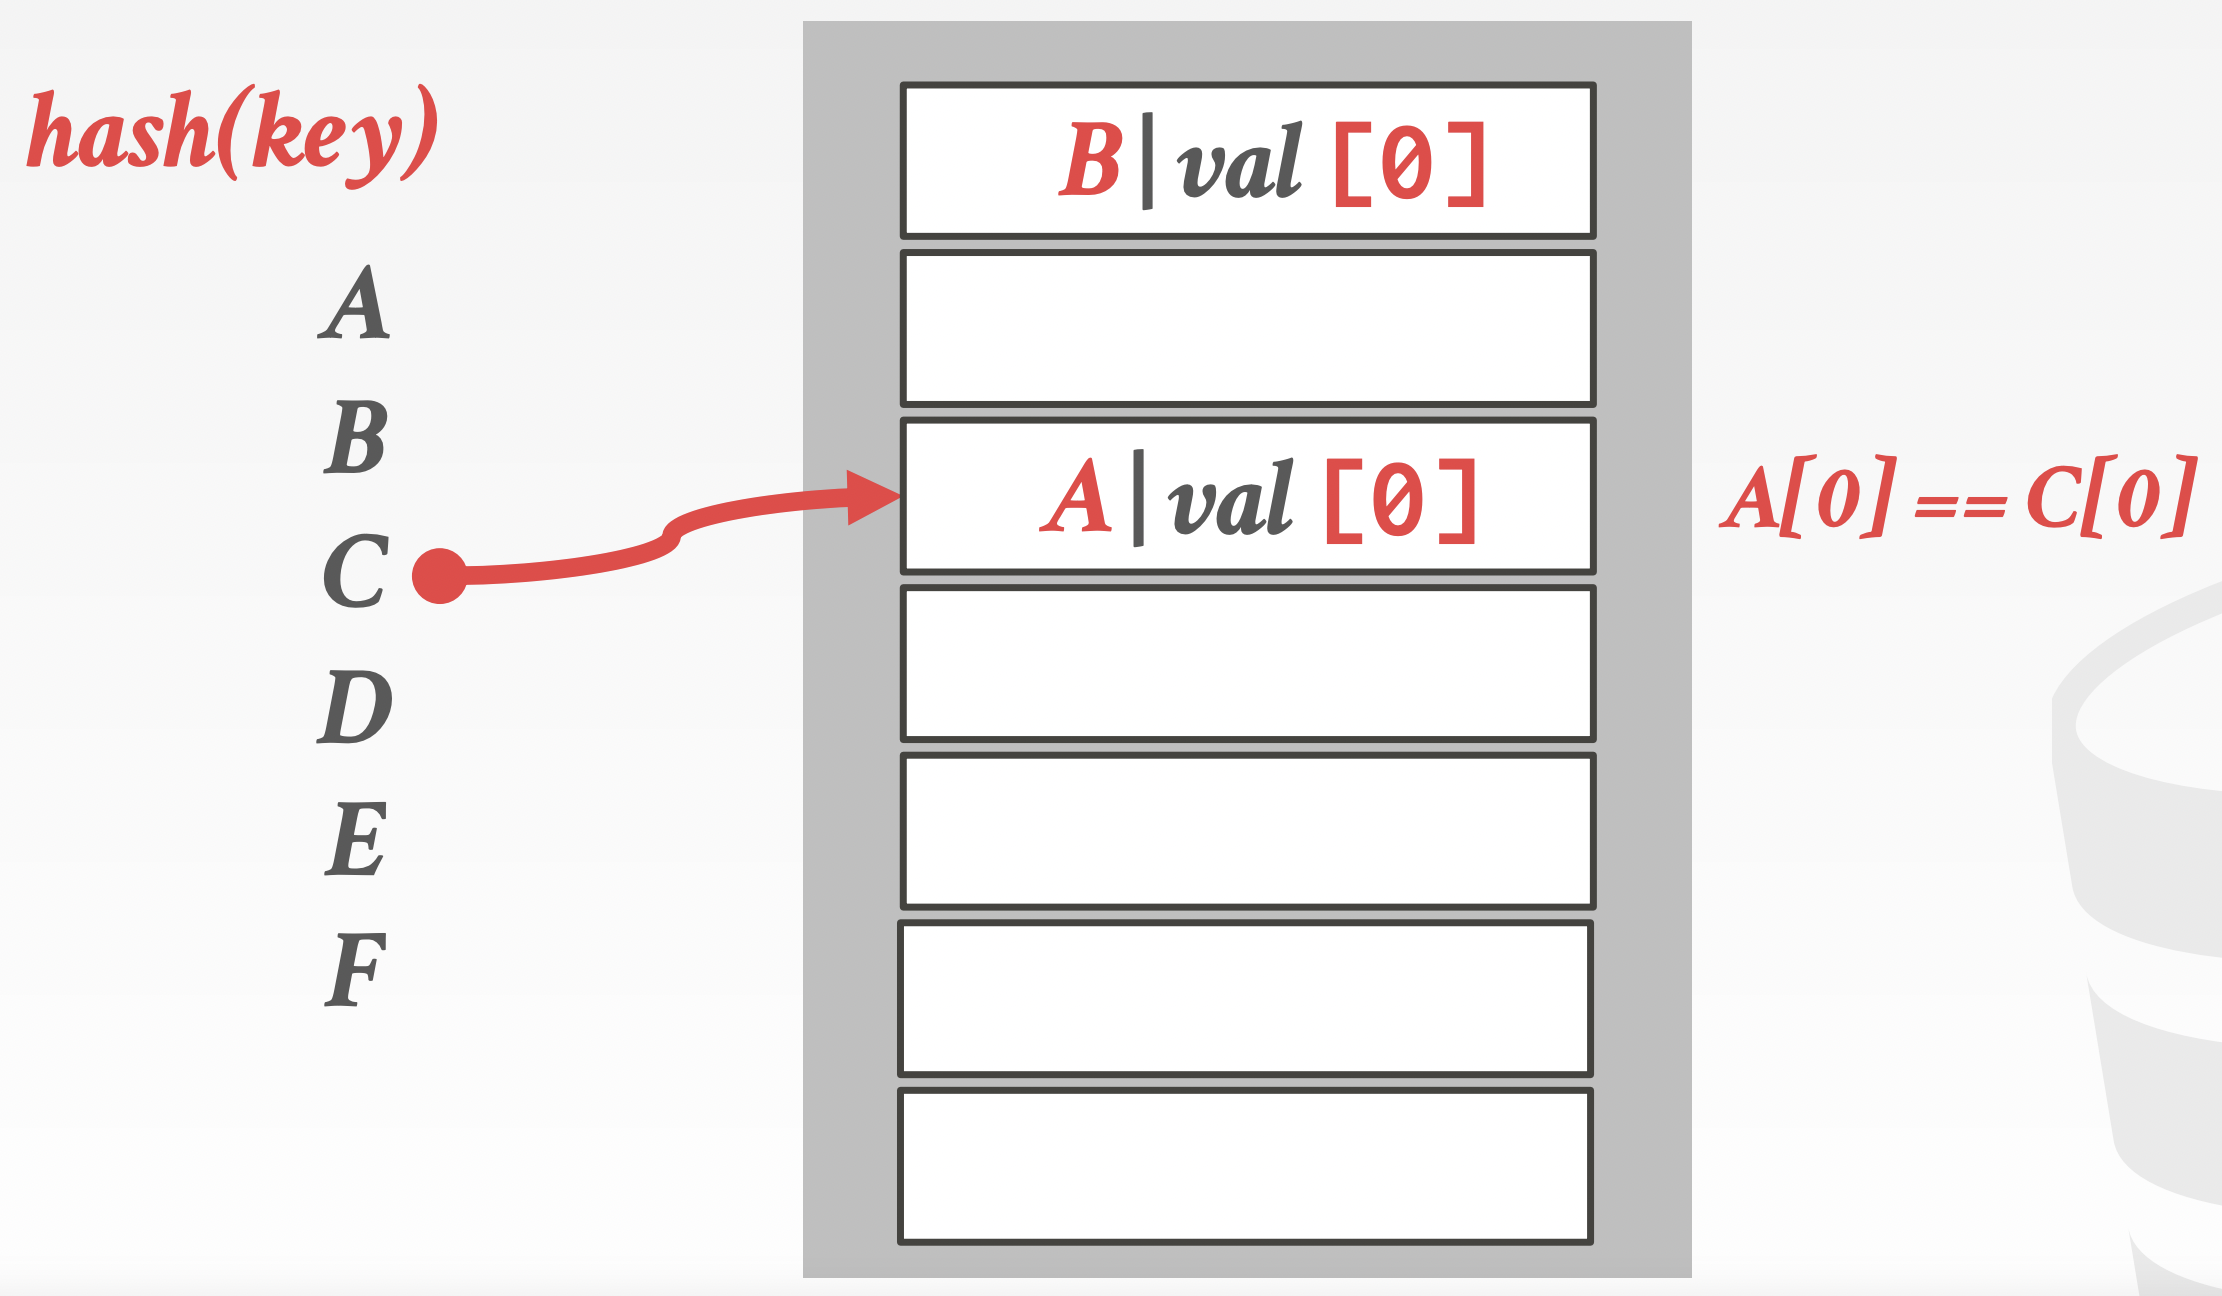 hash(key)
A
B
C
D
E
F
B|val [0]
A|val [0]
A[0] == C[0]